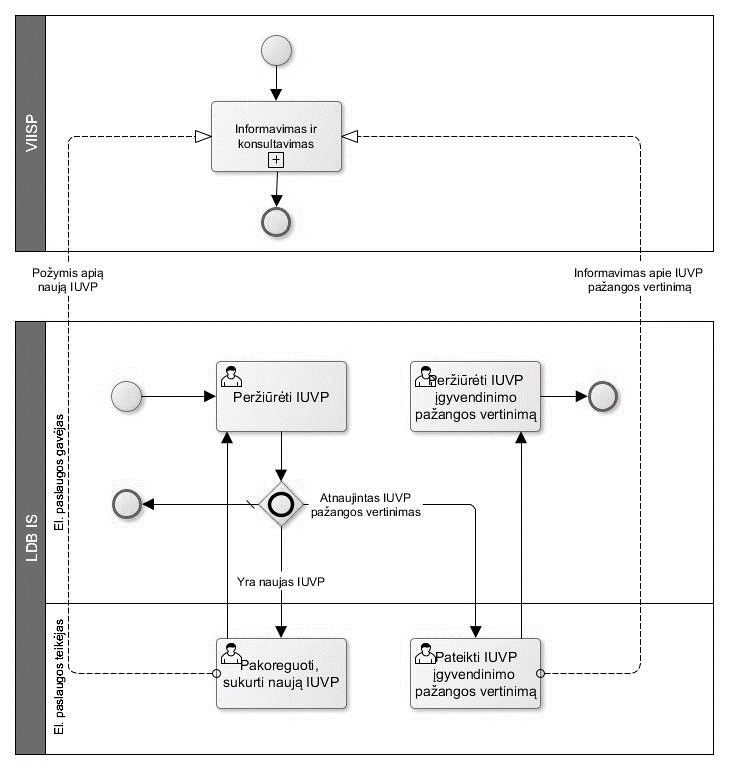 VIISP
Informavimas ir
konsultavimas
Požymis apią
naują IUVP
Informavimas apie IUVP
pažangos vertinimą
LDB IS
El. paslaugos gavėjas
Peržiūrėti IUVP
Peržiūrėti IUVP
įgyvendinimo
pažangos vertinimą
Atnaujintas IUVP
pažangos vertinimas
Yra naujas IUVP
El. paslaugos teikėjas
Pakoreguoti,
sukurti naują IUVP
Pateikti IUVP
įgyvendinimo
pažangos vertinimą